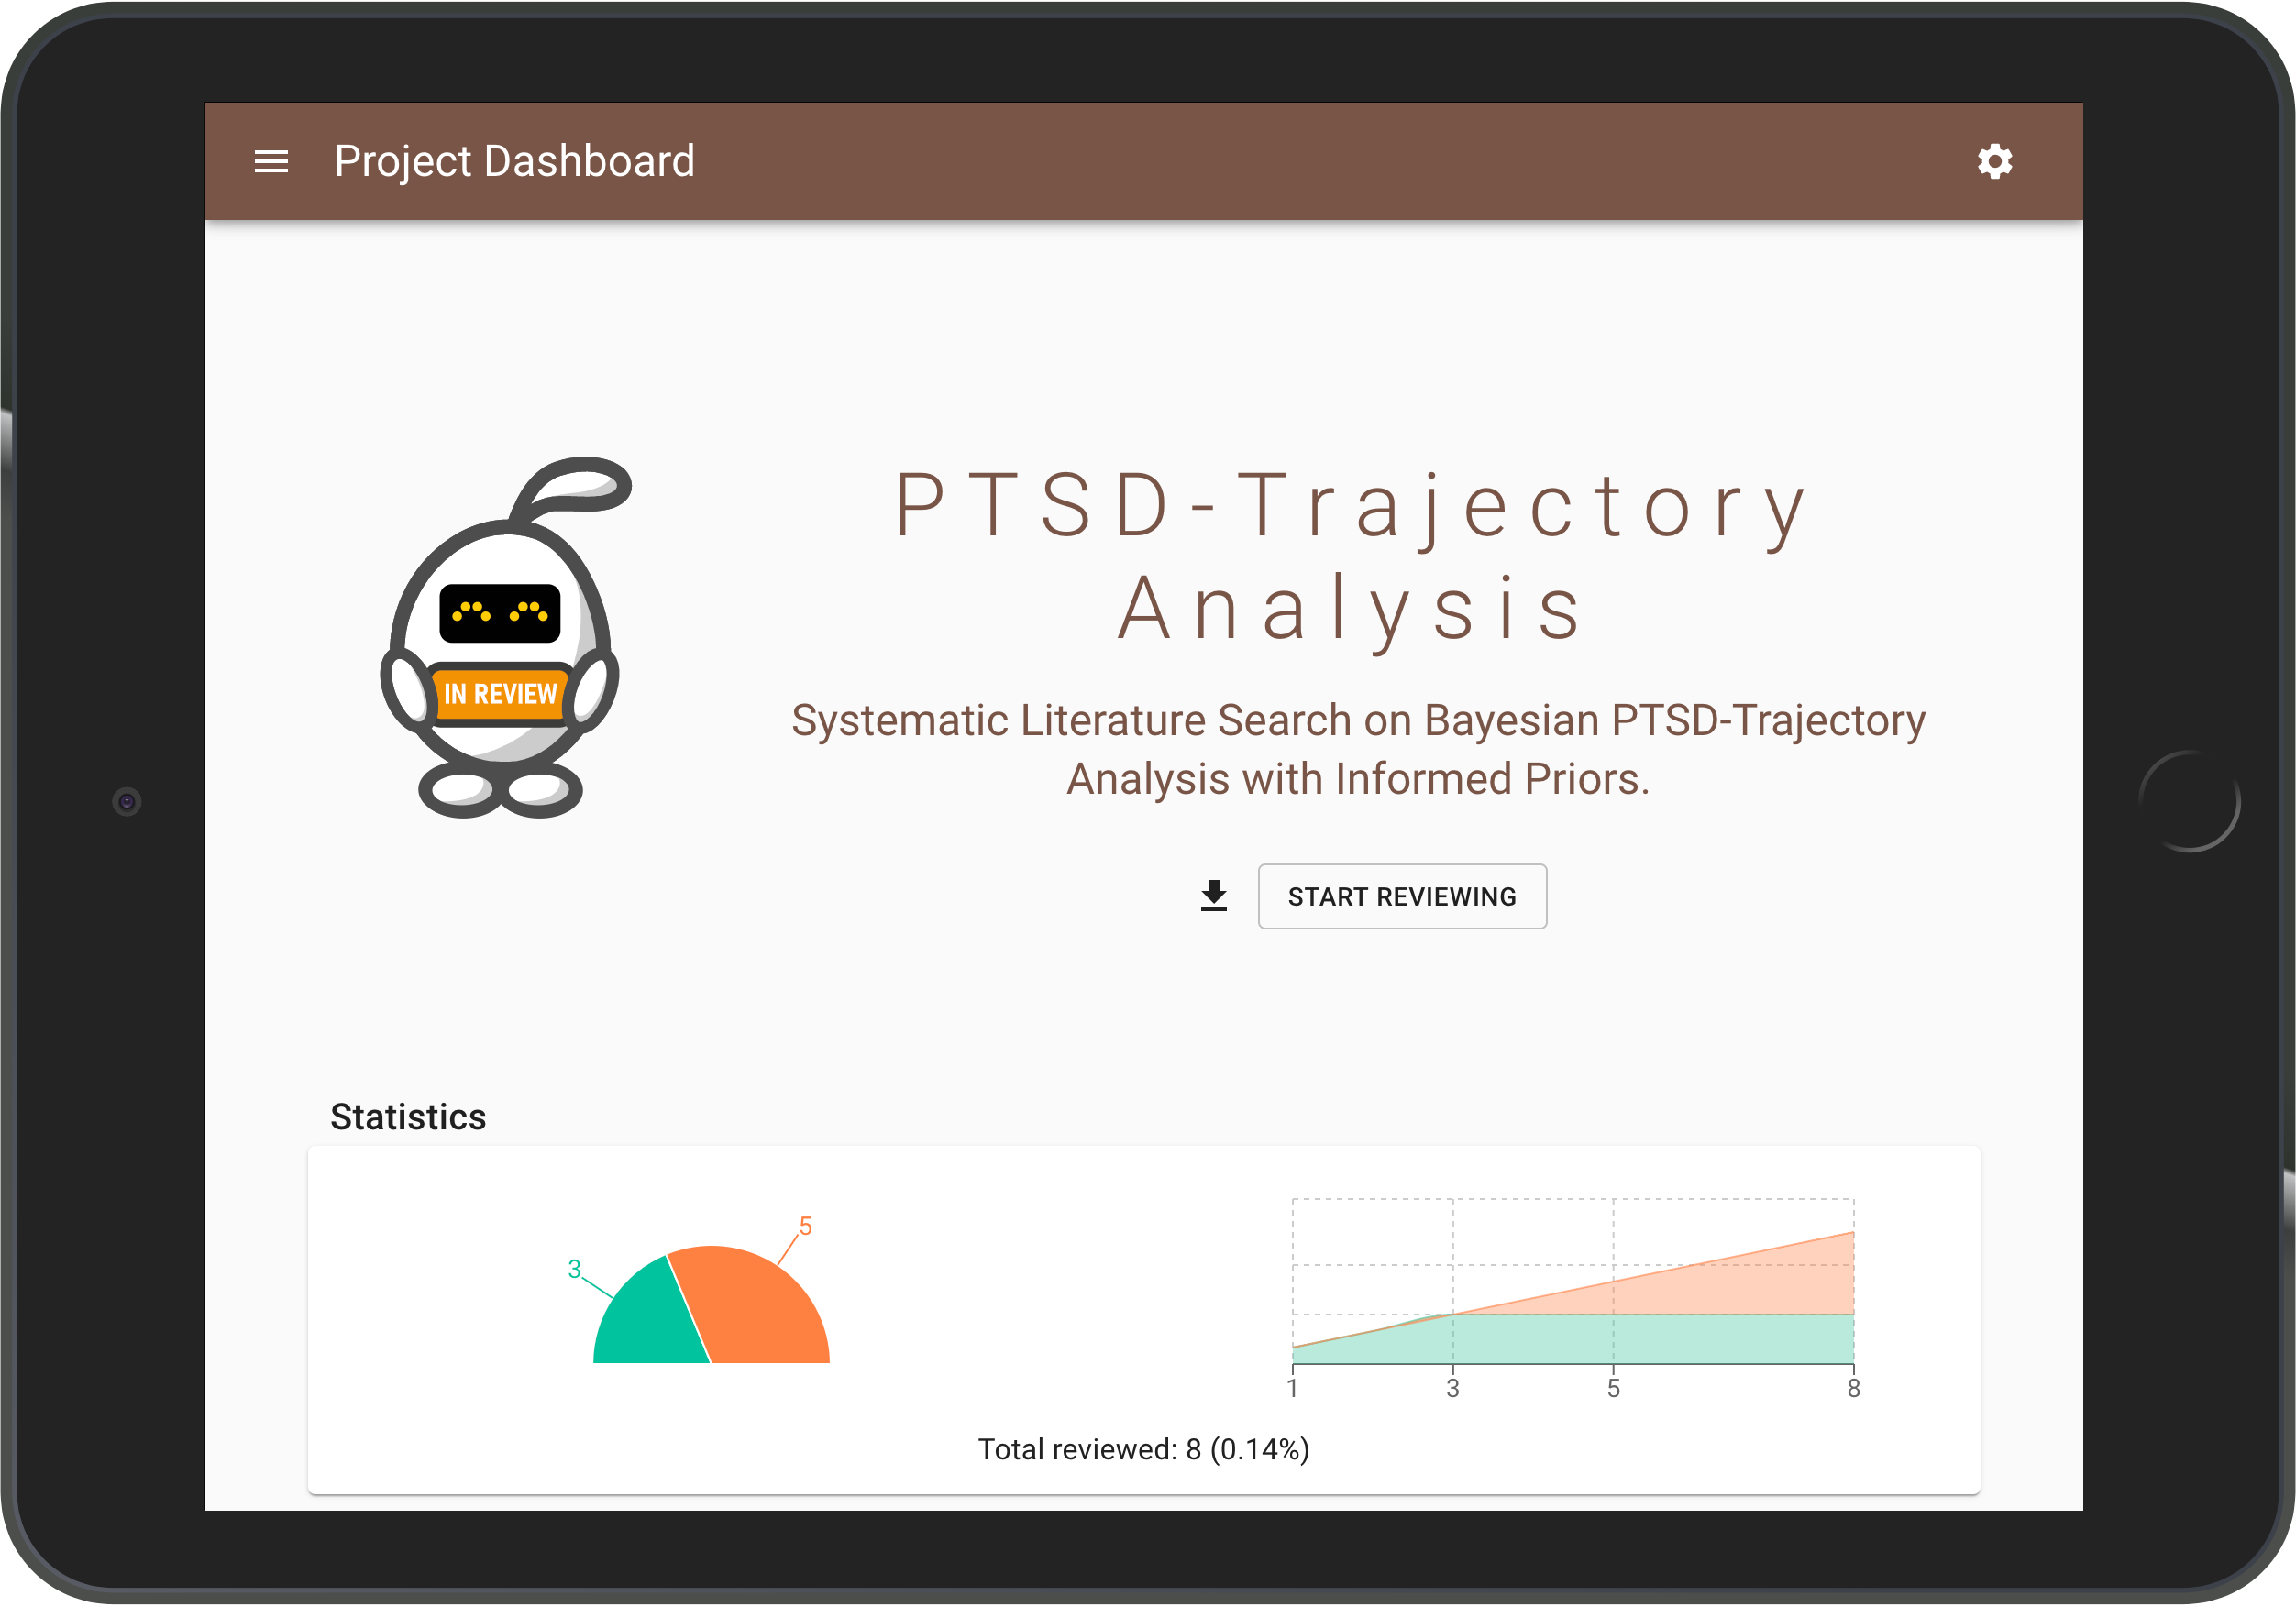 Project Dashboard
PTSD-Trajectory
Analysis
IN REVIEW
Systematic Literature Search on Bayesian PTSD-Trajectory
Analysis with Informed Priors.
START REVIEWING
Statistics
5
3
1 3 5 8
Total reviewed: 8 (0.14%)